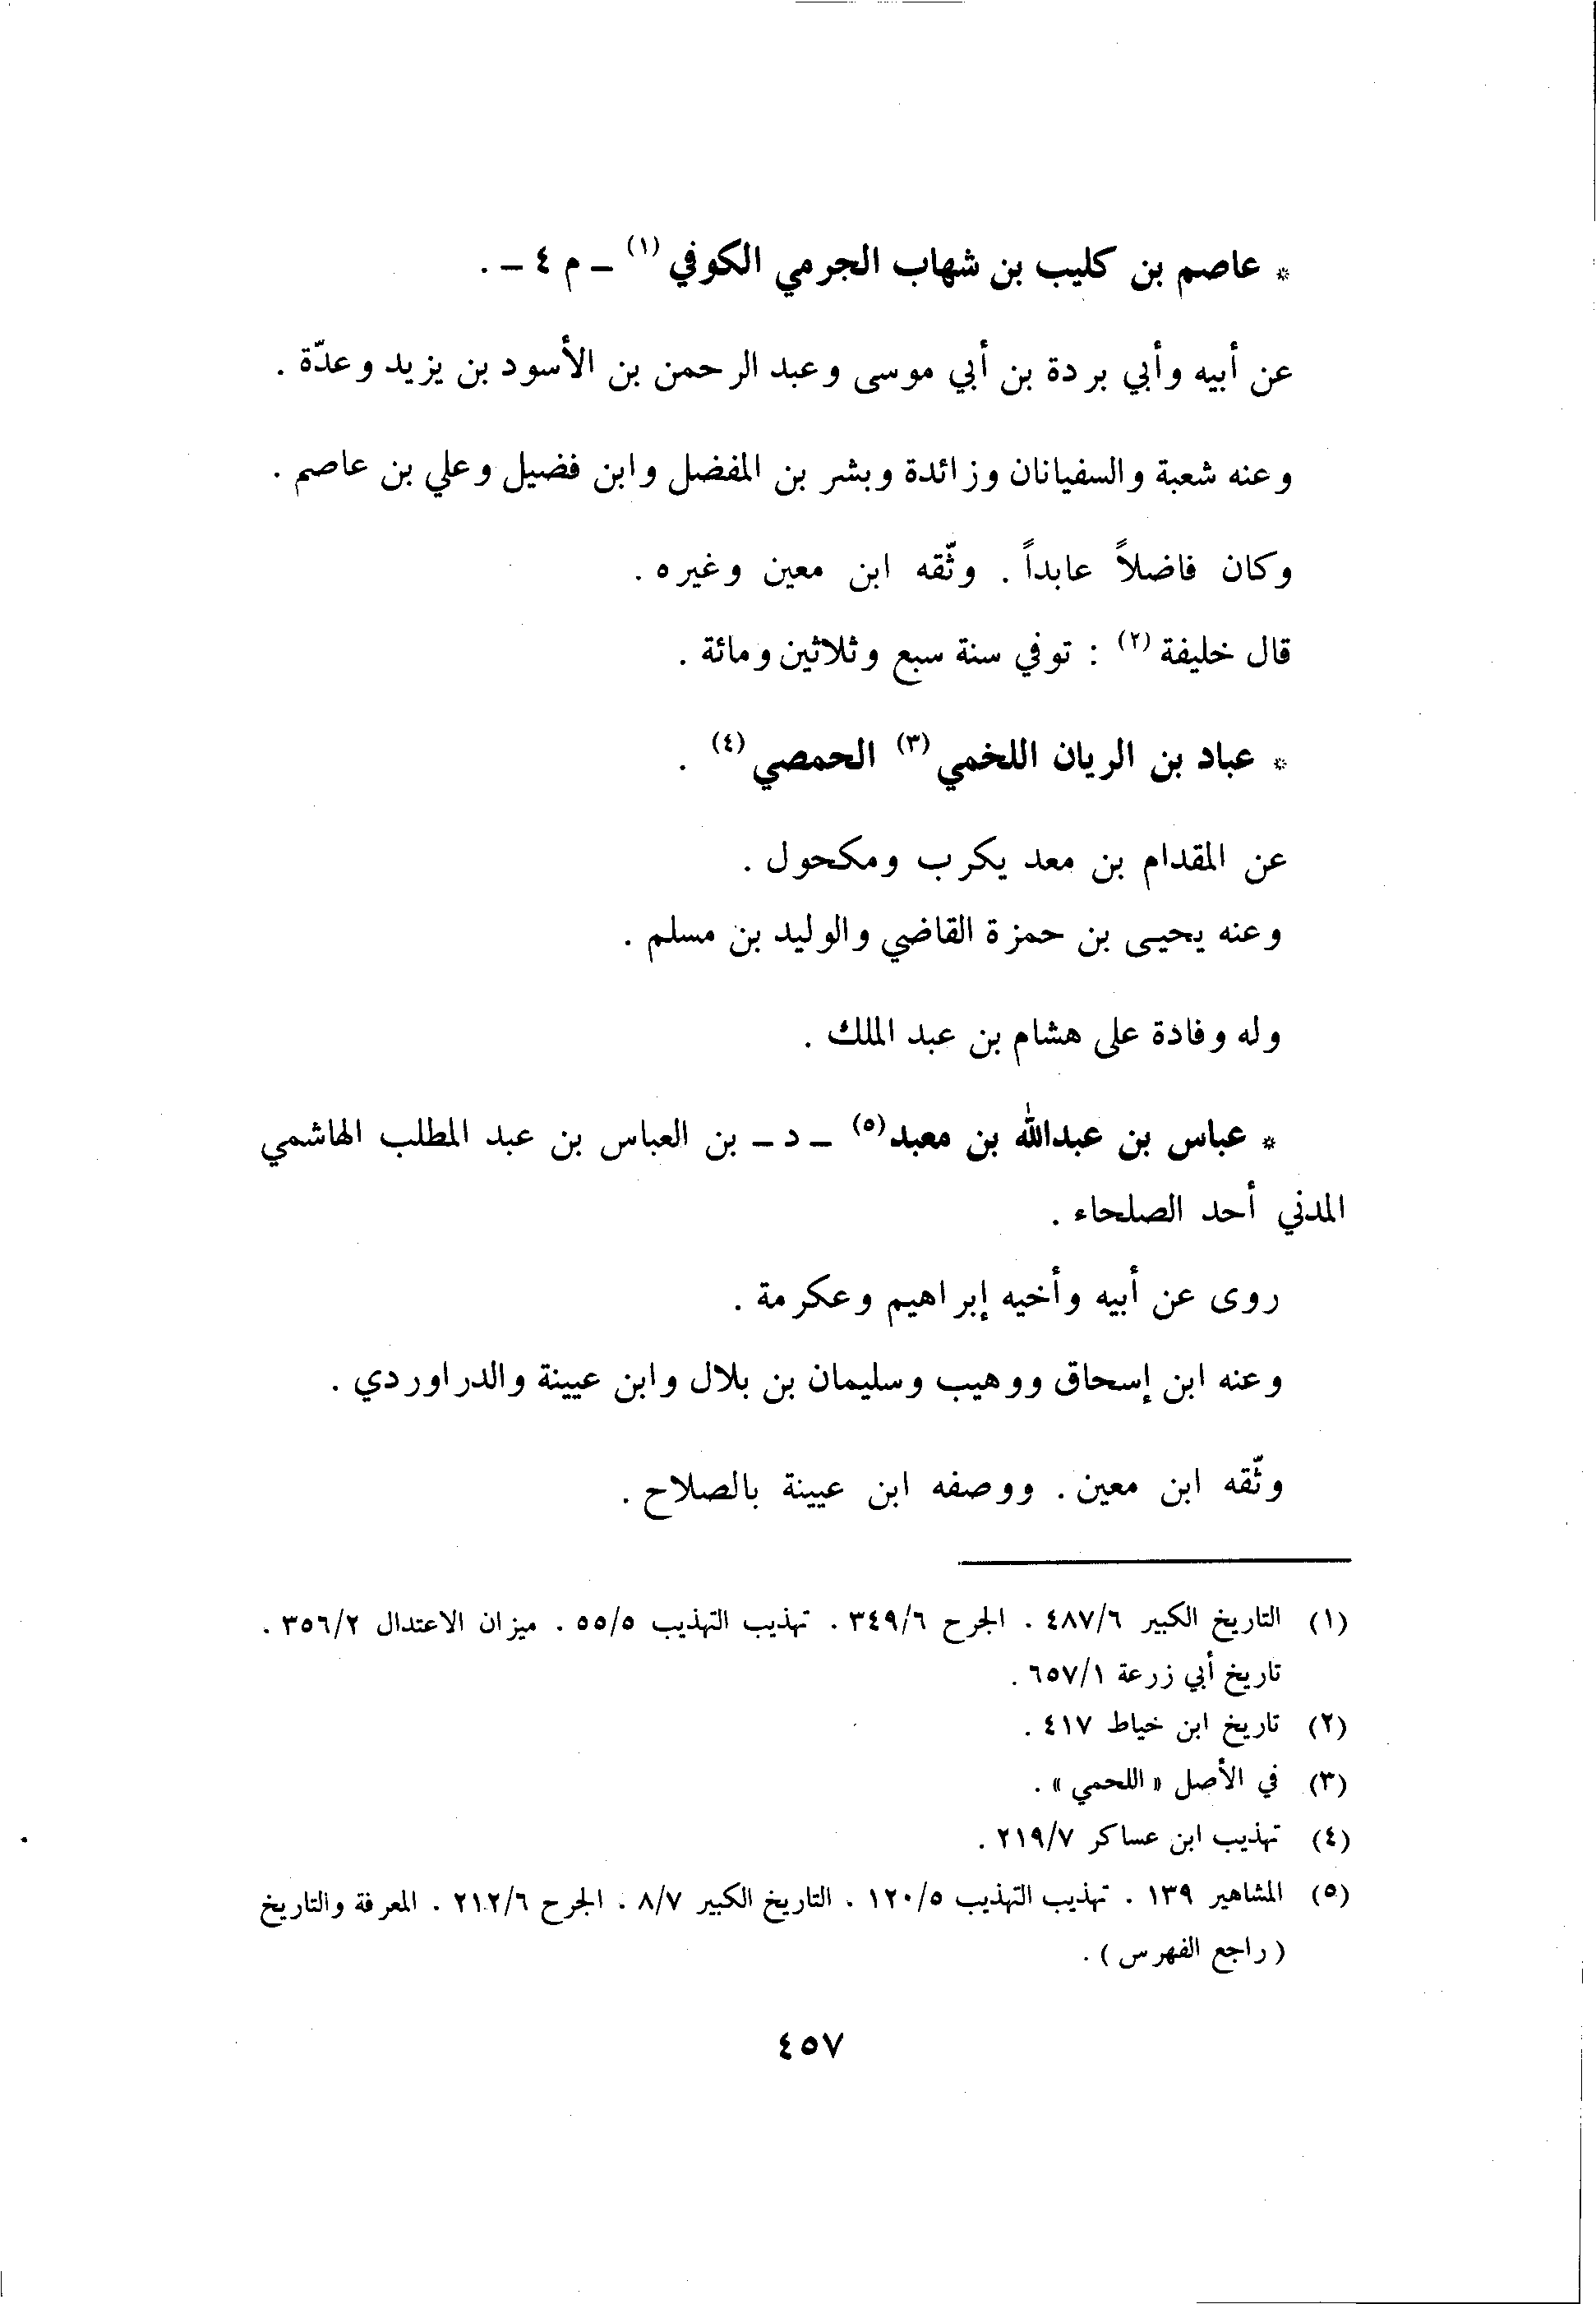 * عاصم بن كليب بن شهاب الجرمي الكوفي (١) – م ٤ – .
عن أبيه وأبي بردة بن أبي موسى وعبد الرحمن بن الأسود بن يزيد وعدّة .
وعنه شعبة والسفيانان وزائدة وبشر بن المفضل وابن فضيل وعلي بن عاصم .
وكان فاضلاً عابداً . وثّقه ابن معين وغيره .
قال خليفة (٢) : توفي سنة سبع وثلاثين ومائة .
* عباد بن الريان اللخمي (٣) الحمصي (٤) .
عن المقدام بن معد يكرب ومكحول .
وعنه يحيى بن حمزة القاضي والوليد بن مسلم .
وله وفادة على هشام بن عبد الملك .
* عباس بن عبدالله بن معبد (٥) – د – بن العباس بن عبد المطلب الهاشمي
المدني أحد الصلحاء .
روى عن أبيه وأخيه إبراهيم وعكرمة .
وعنه ابن إسحاق ووهيب وسليمان بن بلال وابن عيينة والدراوردي .
وثّقه ابن معين . ووصفه ابن عيينة بالصلاح .
(١) التاريخ الكبير ٤٨٧/٦ . الجرح ٣٤٩/٦ . تهذيب التهذيب ٥٥/٥ . ميزان الاعتدال ٣٥٦/٢ .
تاريخ أبي زرعة ٦٥٧/١ .
(٢) تاريخ ابن خياط ٤١٧ .
(٣) في الأصل « اللحمي » .
(٤) تهذيب ابن عساكر ٢١٩/٧ .
(٥) المشاهير ١٣٩ . تهذيب التهذيب ١٢٠/٥ . التاريخ الكبير ٨/٧ . الجرح ٢١٢/٦ . المعرفة والتاريخ
( راجع الفهرس ) .
٤٥٧